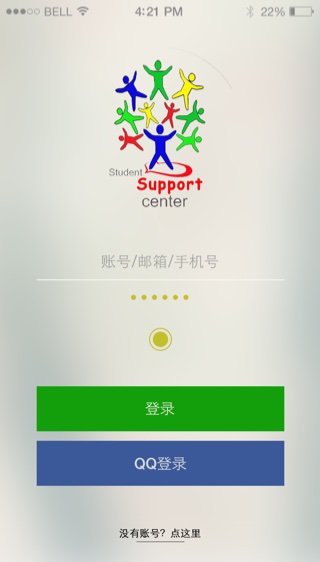 BELL 4:21 PM 22%
Student
Support
center
账号/邮箱/手机号
登录
QQ登录
没有账号？点这里